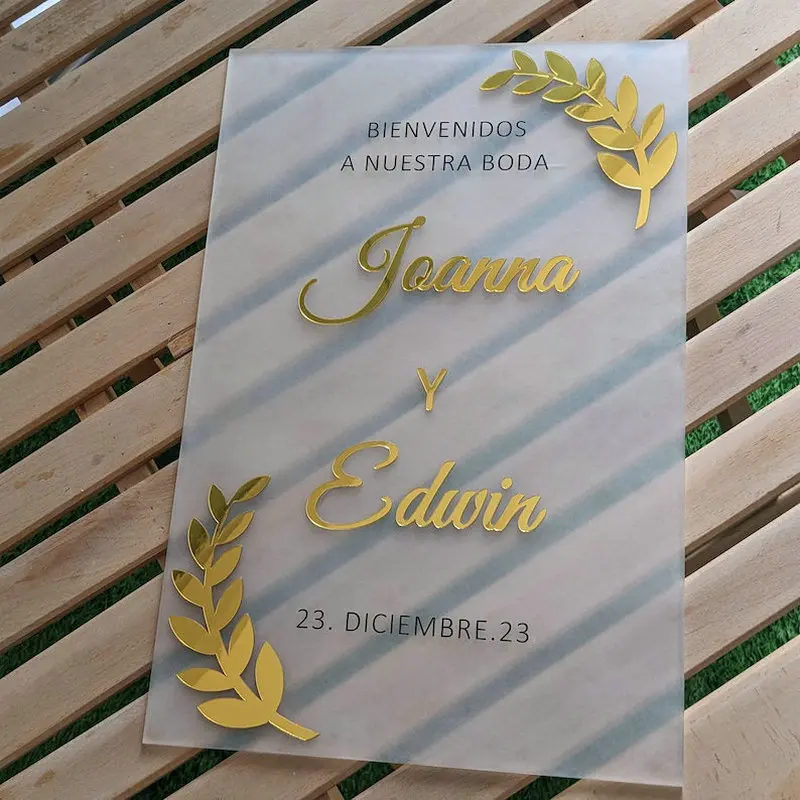 BIENVENIDOS
A NUESTRA BODA
Joanna
Y
Edwin
23. DICIEMBRE.23